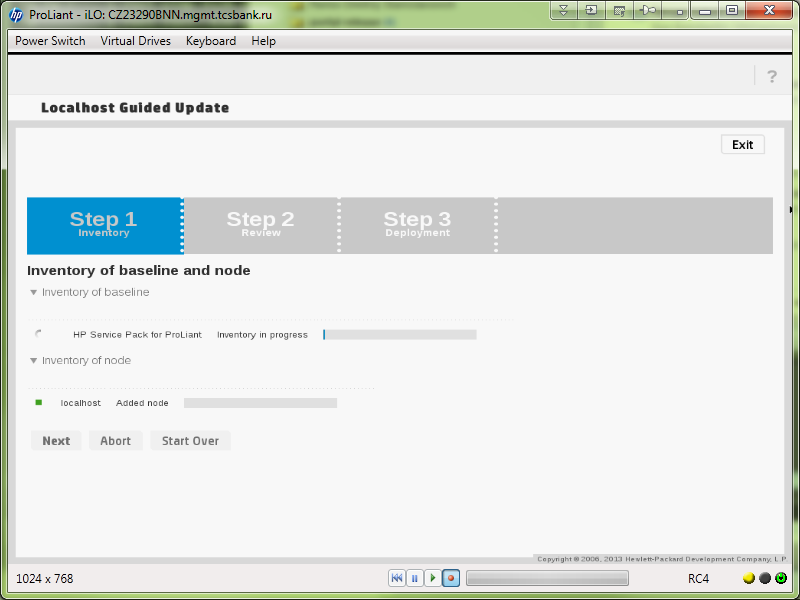 hp ProLiant - iLO: CZ23290BNN.mgmt.tcsbank.ru
Power Switch Virtual Drives Keyboard Help
?
Localhost Guided Update
Exit
Step 1 Step 2 Step 3
Inventory Review Deployment
Inventory of baseline and node
Inventory of baseline
HP Service Pack for ProLiant Inventory in progress
Inventory of node
localhost Added node
Next Abort Start Over
Copyright © 2006, 2013 Hewlett-Packard Development Company, L.P.
1024 x 768 RC4